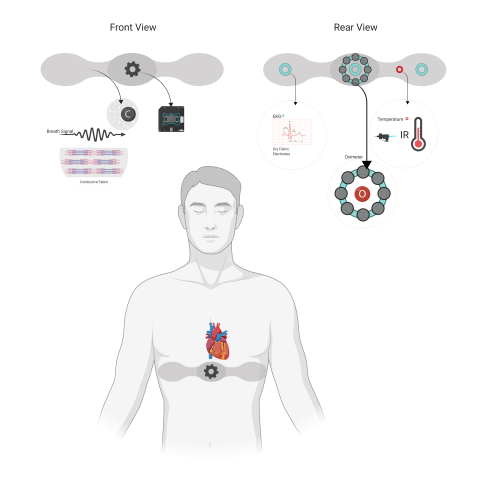 Front View
Rear View
C
Breath Signal
Conductive Fabric
EKG
Dry Fabric
Electrodes
Temperature
IR
Oximeter
O